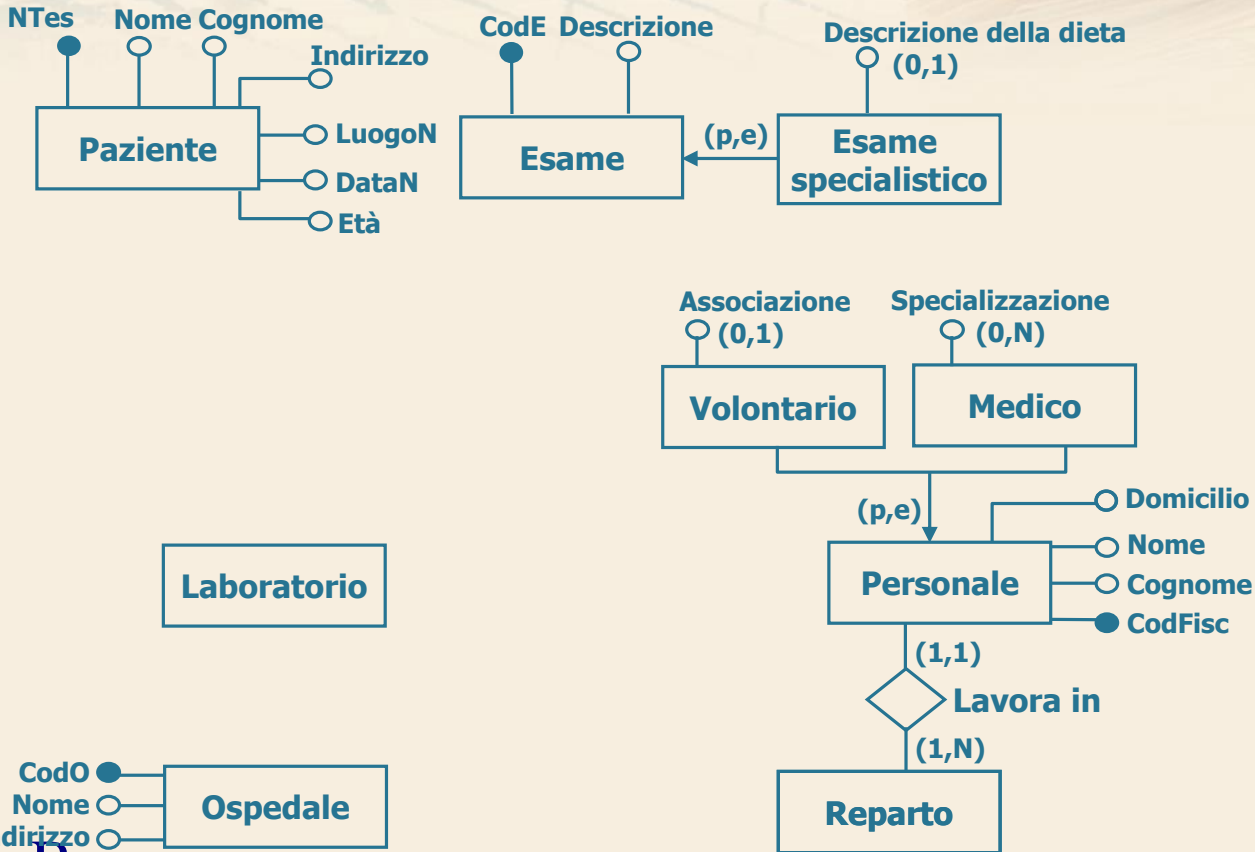 NTes
Nome Cognome
Indirizzo
Paziente
LuogoN
DataN
Età
CodE Descrizione
Esame
(p,e)
Descrizione della dieta
(0,1)
Esame
specialistico
Associazione
(0,1)
Specializzazione
(0,N)
Volontario
Medico
(p,e)
Domicilio
Nome
Cognome
CodFisc
Personale
Laboratorio
(1,1)
Lavora in
(1,N)
Reparto
CodO
Nome
dirizzo
Ospedale